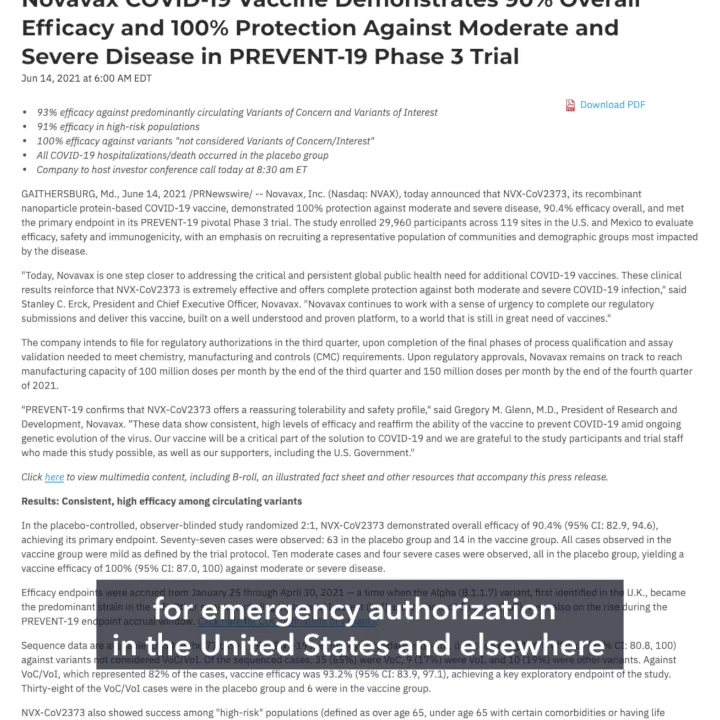 Novavax COVID-19 Vaccine Demonstrates 90% Overall
Efficacy and 100% Protection Against Moderate and
Severe Disease in PREVENT-19 Phase 3 Trial
Jun 14, 2021 at 6:00 AM EDT
Download PDF
• 93% efficacy against predominantly circulating Variants of Concern and Variants of Interest
• 91% efficacy in high-risk populations
• 100% efficacy against variants "not considered Variants of Concern/Interest"
• All COVID-19 hospitalizations/death occurred in the placebo group
• Company to host investor conference call today at 8:30 am ET
GAITHERSBURG, Md., June 14, 2021 /PRNewswire/ -- Novavax, Inc. (Nasdaq: NVAX), today announced that NVX-CoV2373, its recombinant
nanoparticle protein-based COVID-19 vaccine, demonstrated 100% protection against moderate and severe disease, 90.4% efficacy overall, and met
the primary endpoint in its PREVENT-19 pivotal Phase 3 trial. The study enrolled 29,960 participants across 119 sites in the U.S. and Mexico to evaluate
efficacy, safety and immunogenicity, with an emphasis on recruiting a representative population of communities and demographic groups most impacted
by the disease.
"Today, Novavax is one step closer to addressing the critical and persistent global public health need for additional COVID-19 vaccines. These clinical
results reinforce that NVX-CoV2373 is extremely effective and offers complete protection against both moderate and severe COVID-19 infection," said
Stanley C. Erck, President and Chief Executive Officer, Novavax. "Novavax continues to work with a sense of urgency to complete our regulatory
submissions and deliver this vaccine, built on a well understood and proven platform, to a world that is still in great need of vaccines."
The company intends to file for regulatory authorizations in the third quarter, upon completion of the final phases of process qualification and assay
validation needed to meet chemistry, manufacturing and controls (CMC) requirements. Upon regulatory approvals, Novavax remains on track to reach
manufacturing capacity of 100 million doses per month by the end of the third quarter and 150 million doses per month by the end of the fourth quarter
of 2021.
"PREVENT-19 confirms that NVX-CoV2373 offers a reassuring tolerability and safety profile," said Gregory M. Glenn, M.D., President of Research and
Development, Novavax. "These data show consistent, high levels of efficacy and reaffirm the ability of the vaccine to prevent COVID-19 amid ongoing
genetic evolution of the virus. Our vaccine will be a critical part of the solution to COVID-19 and we are grateful to the study participants and trial staff
who made this study possible, as well as our supporters, including the U.S. Government."
Click here to view multimedia content, including B-roll, an illustrated fact sheet and other resources that accompany this press release.
Results: Consistent, high efficacy among circulating variants
In the placebo-controlled, observer-blinded study randomized 2:1, NVX-CoV2373 demonstrated overall efficacy of 90.4% (95% CI: 82.9, 94.6),
achieving its primary endpoint. Seventy-seven cases were observed: 63 in the placebo group and 14 in the vaccine group. All cases observed in the
vaccine group were mild as defined by the trial protocol. Ten moderate cases and four severe cases were observed, all in the placebo group, yielding a
vaccine efficacy of 100% (95% CI: 87.0, 100) against moderate or severe disease.
Efficacy endpoints were accrued from January 25 through April 30, 2021 — a time when the Alpha (B.1.1.7) variant, first identified in the U.K., became
the predominant strain in the also on the rise during the
PREVENT-19 endpoint accrual window.
for emergency authorization
in the United States and elsewhere
Sequence data are CI: 80.8, 100)
against variants not considered VoC/VoI. Of the sequenced cases, 35 (65%) were VoC, 9 (17%) were VoI, and 10 (19%) were other variants. Against
VoC/VoI, which represented 82% of the cases, vaccine efficacy was 93.2% (95% CI: 83.9, 97.1), achieving a key exploratory endpoint of the study.
Thirty-eight of the VoC/VoI cases were in the placebo group and 6 were in the vaccine group.
NVX-CoV2373 also showed success among "high-risk" populations (defined as over age 65, under age 65 with certain comorbidities or having life